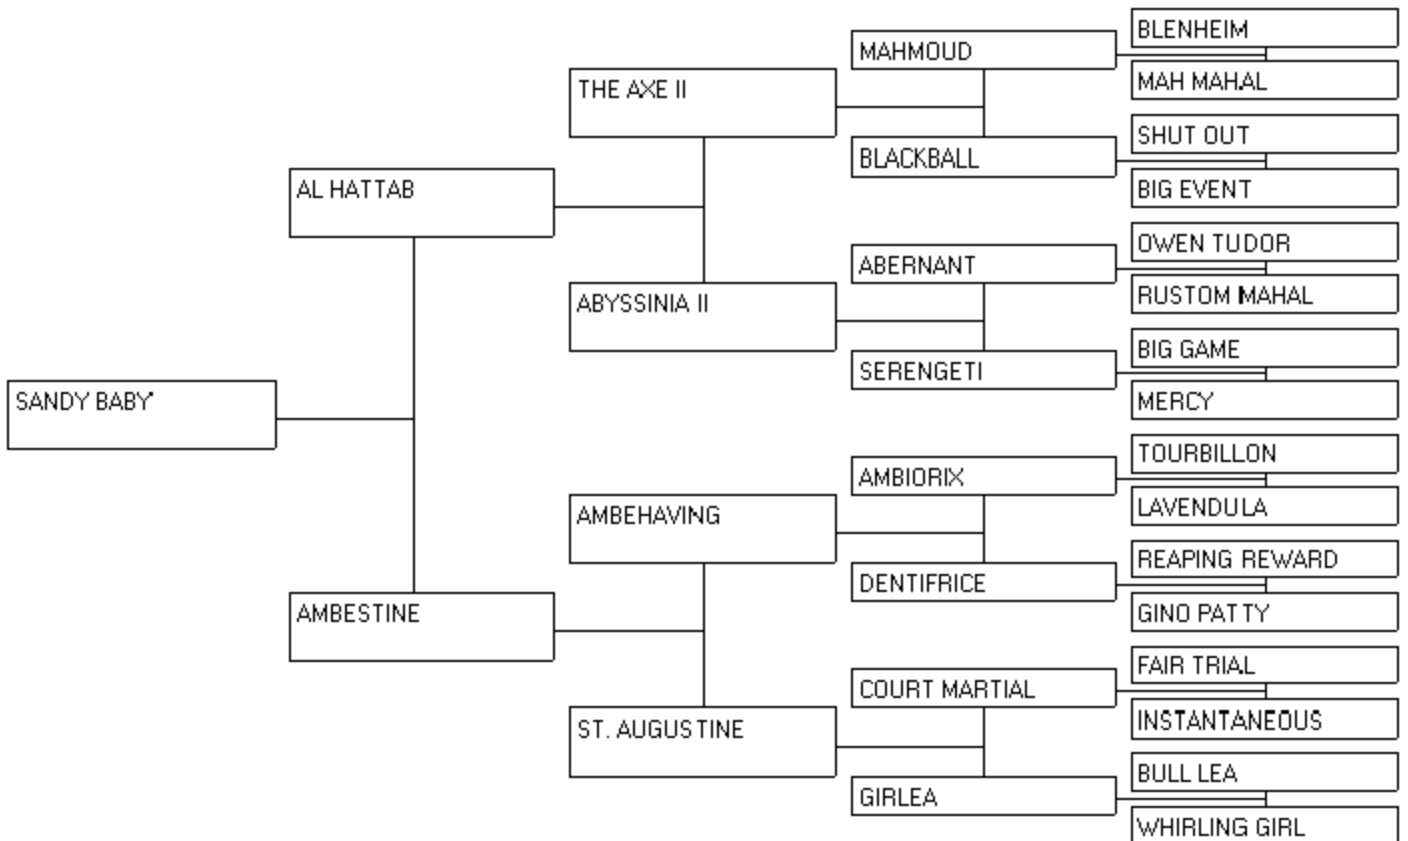 BLENHEIM
MAHMOUD
MAH MAHAL
THE AXE II
SHUT OUT
BLACKBALL
BIG EVENT
AL HATTAB
OWEN TUDOR
ABERNANT
RUSTOM MAHAL
ABYSSINIA II
BIG GAME
SERENGETI
MERCY
SANDY BABY
TOURBILLON
AMBIORIX
LAVENDULA
AMBEHAVING
REAPING REWARD
DENTIFRICE
GINO PATTY
AMBESTINE
FAIR TRIAL
COURT MARTIAL
INSTANTANEOUS
ST. AUGUSTINE
BULL LEA
GIRLEA
WHIRLING GIRL